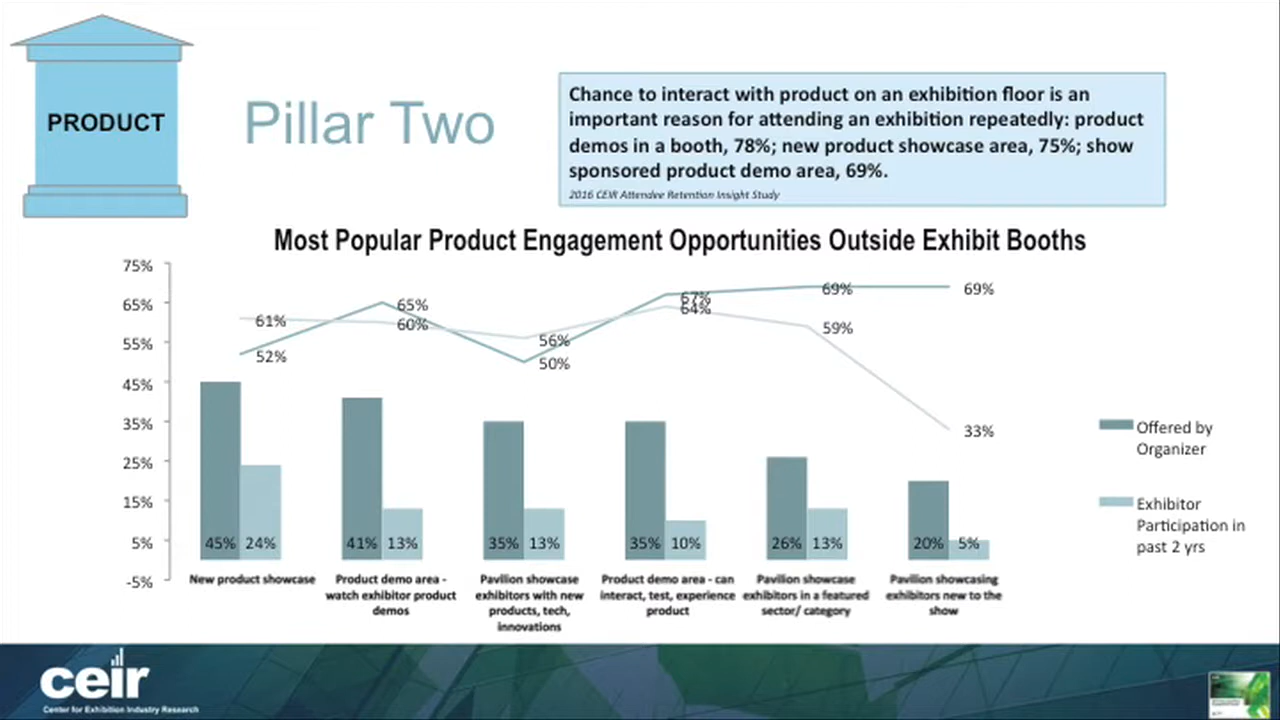 PRODUCT
Pillar Two
Chance to interact with product on an exhibition floor is an
important reason for attending an exhibition repeatedly: product
demos in a booth, 78%; new product showcase area, 75%; show
sponsored product demo area, 69%.
2016 CEIR Attendee Retention Insight Study
Most Popular Product Engagement Opportunities Outside Exhibit Booths
75%
65%
55%
45%
35%
25%
15%
5%
-5%
61%
52%
65%
60%
56%
50%
67%
64%
69%
59%
69%
33%
45% 24%
41% 13%
35% 13%
35% 10%
26% 13%
20% 5%
New product showcase
Product demo area -
watch exhibitor product
demos
Pavilion showcase
exhibitors with new
products, tech,
innovations
Product demo area - can
interact, test, experience
product
Pavilion showcase
exhibitors in a featured
sector/ category
Pavilion showcasing
exhibitors new to the
show
Offered by
Organizer
Exhibitor
Participation in
past 2 yrs
ceir
Center for Exhibition Industry Research